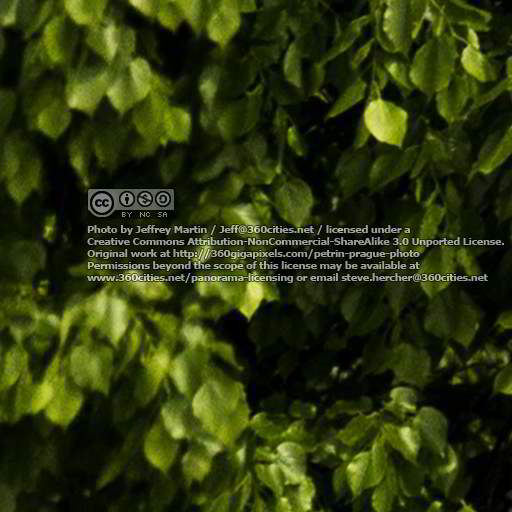 cc
BY NC SA
Photo by Jeffrey Martin / Jeff@360cities.net / licensed under a
Creative Commons Attribution-NonCommercial-ShareAlike 3.0 Unported License.
Original work at http://360gigapixels.com/petrin-prague-photo
Permissions beyond the scope of this license may be available at
www.360cities.net/panorama-licensing or email steve.hercher@360cities.net